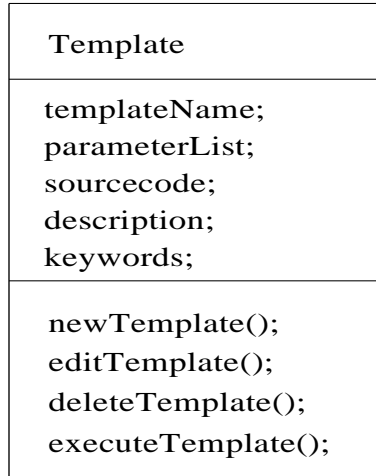 Template
templateName;
parameterList;
sourcecode;
description;
keywords;
newTemplate();
editTemplate();
deleteTemplate();
executeTemplate();